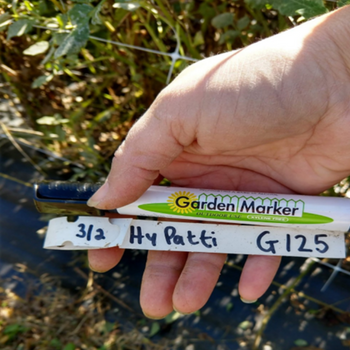 Garden Marker
3/2 Hy Patti G125